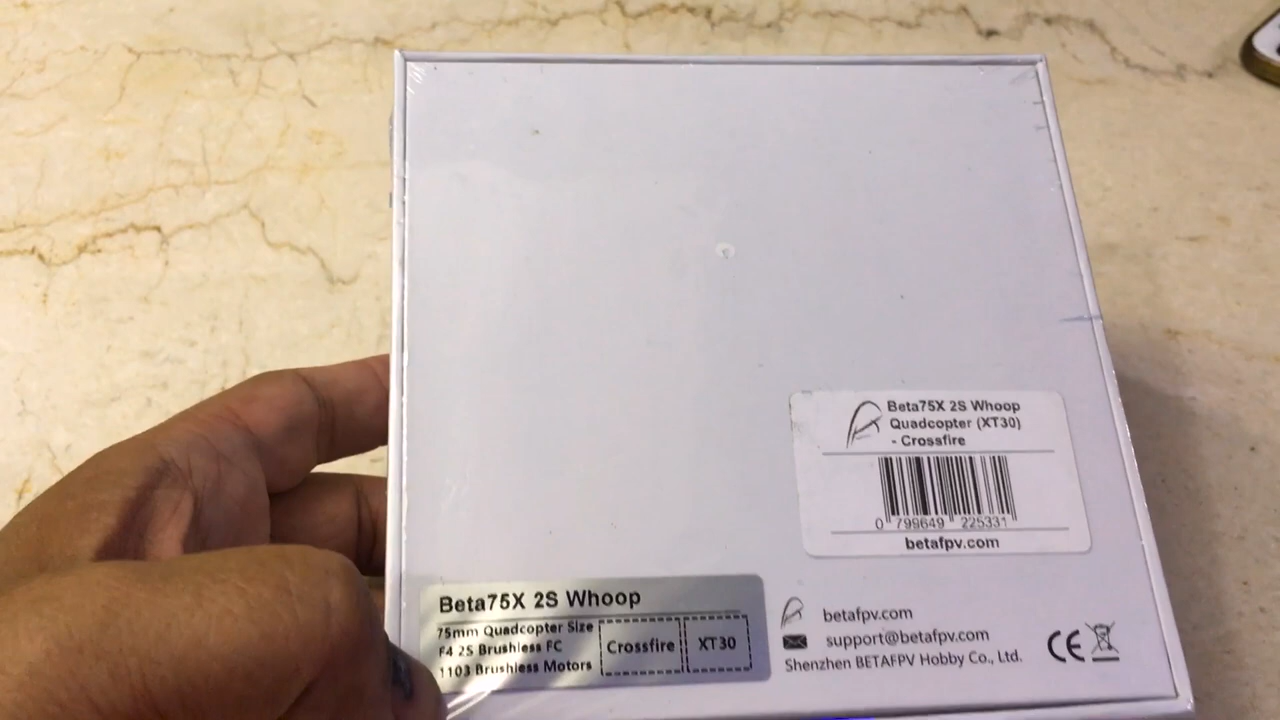 Beta75X 2S Whoop
Quadcopter (XT30)
- Crossfire
0 799649 225331
betafpv.com
Beta75X 2S Whoop
75mm Quadcopter Size
F4 2S Brushless FC
1103 Brushless Motors
Crossfire
XT30
betafpv.com
support@betafpv.com
Shenzhen BETAFPV Hobby Co., Ltd.
CE